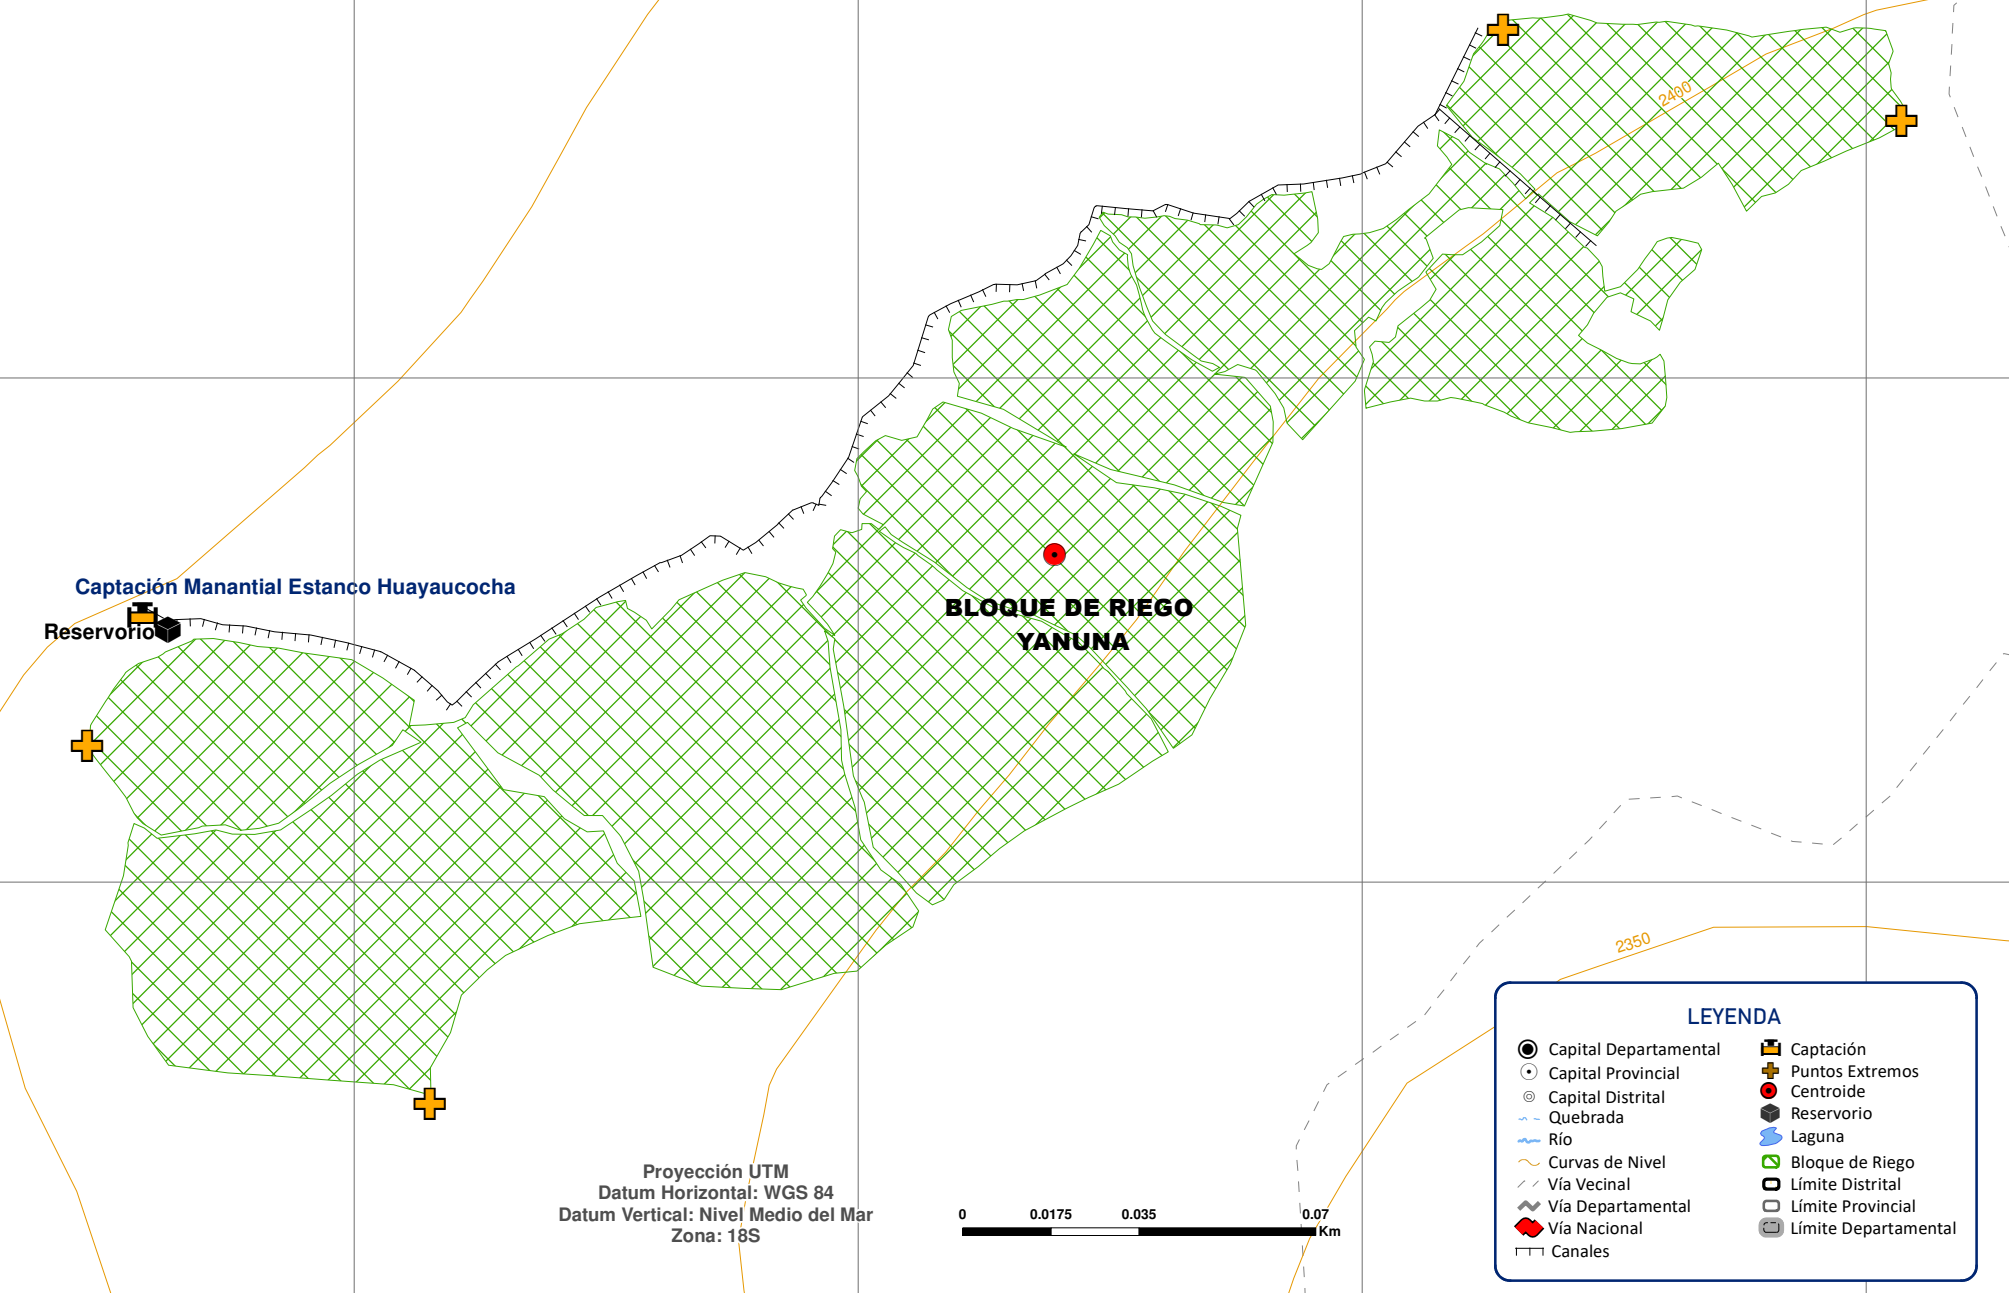 2400
Captación Manantial Estanco Huayaucocha
Reservorio
BLOQUE DE RIEGO
YANUNA
2350
Proyección UTM
Datum Horizontal: WGS 84
Datum Vertical: Nivel Medio del Mar
Zona: 18S
0 0.0175 0.035 0.07
Km
LEYENDA
Capital Departamental
Capital Provincial
Capital Distrital
Quebrada
Río
Curvas de Nivel
Vía Vecinal
Vía Departamental
Vía Nacional
Canales
Captación
Puntos Extremos
Centroide
Reservorio
Laguna
Bloque de Riego
Límite Distrital
Límite Provincial
Límite Departamental